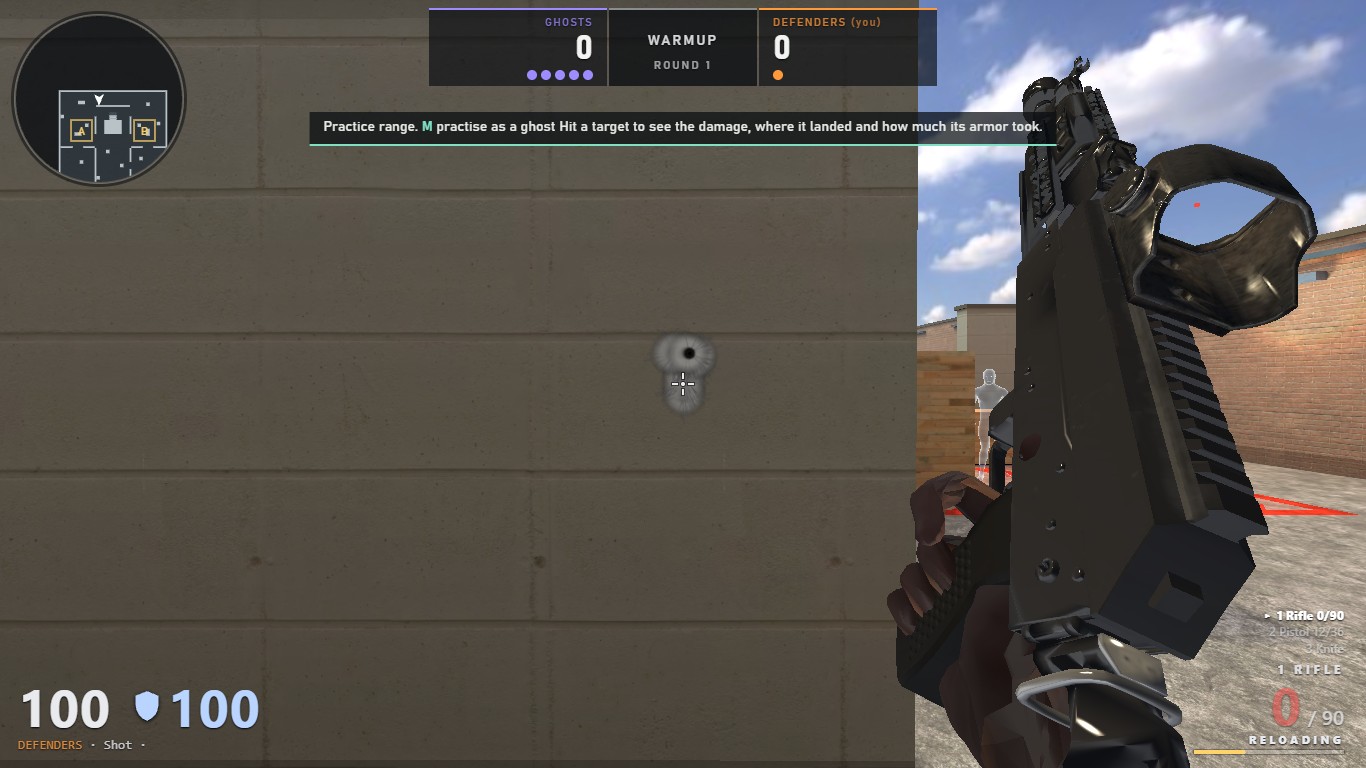 GHOSTS
0
WARMUP
ROUND 1
DEFENDERS (you)
0
Practice range. M practise as a ghost Hit a target to see the damage, where it landed and how much its armor took.
A
B
1 Rifle 0/90
2 Pistol 12/36
3 Knife
1 RIFLE
0 / 90
RELOADING
100 100
DEFENDERS · Shot ·